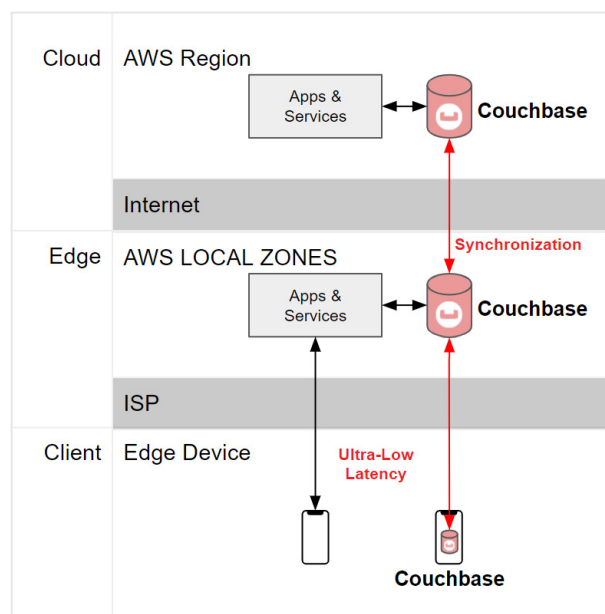 Cloud
AWS Region
Apps &
Services
Couchbase
Internet
Synchronization
Edge
AWS LOCAL ZONES
Apps &
Services
Couchbase
ISP
Client
Edge Device
Ultra-Low
Latency
Couchbase